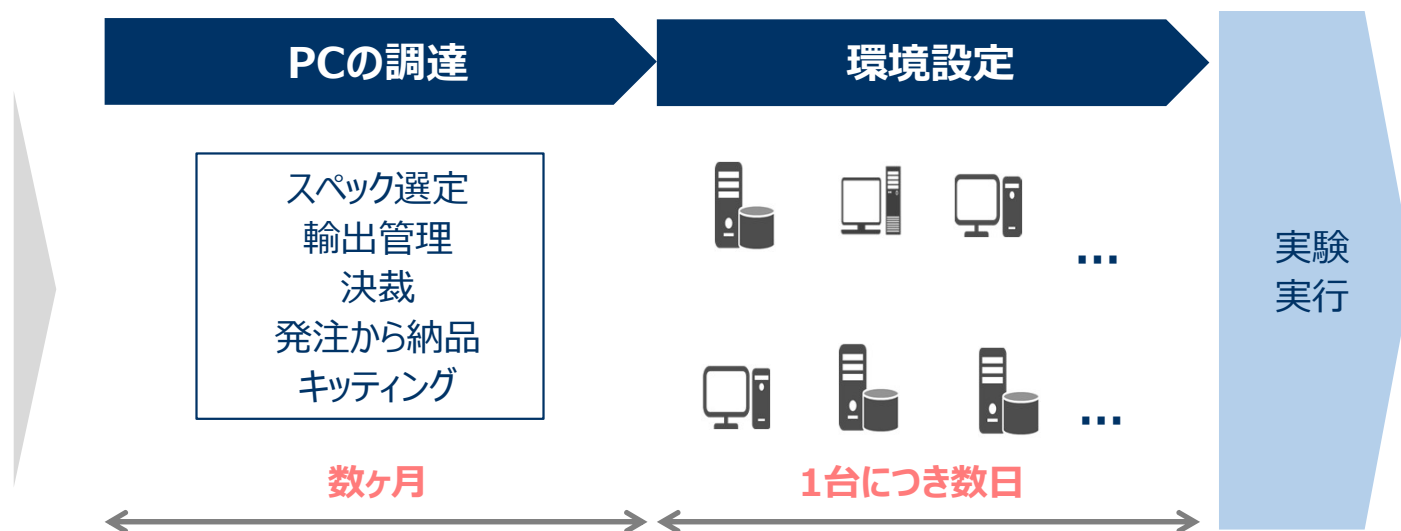 PCの調達
環境設定
スペック選定
輸出管理
決裁
発注から納品
キッティング
...
...
実験
実行
数ヶ月
1台につき数日